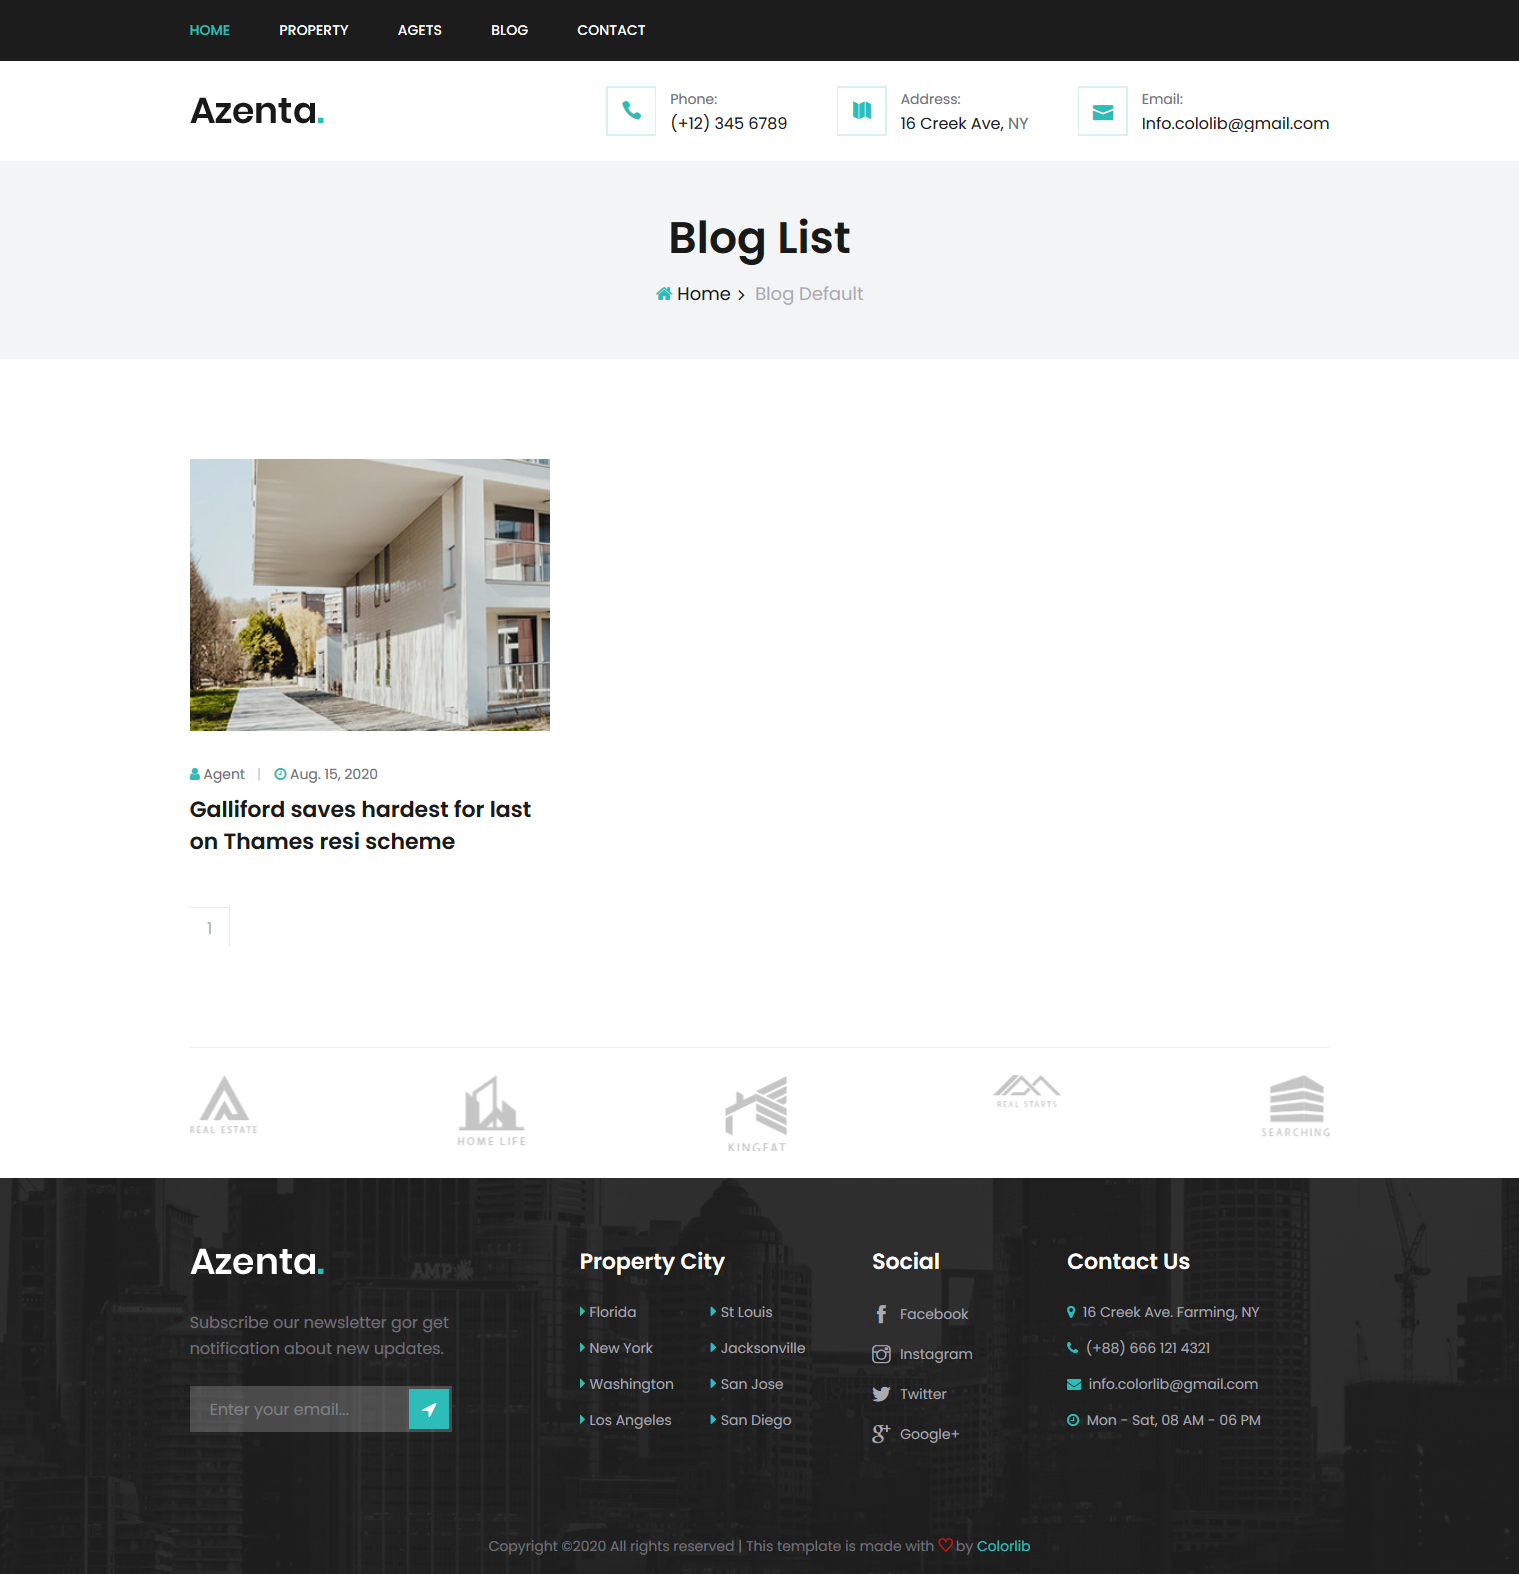 HOME PROPERTY AGETS BLOG CONTACT
Azenta.
Phone:
(+12) 345 6789
Address:
16 Creek Ave, NY
Email:
Info.cololib@gmail.com
Blog List
Home > Blog Default
Agent | Aug. 15, 2020
Galliford saves hardest for last
on Thames resi scheme
1
REAL ESTATE
HOME LIFE
KINGFAT
REAL STARTS
SEARCHING
Azenta.
Subscribe our newsletter gor get
notification about new updates.
Enter your email...
AMP
Property City
Florida
New York
Washington
Los Angeles
St Louis
Jacksonville
San Jose
San Diego
Social
Facebook
Instagram
Twitter
Google+
Contact Us
16 Creek Ave. Farming, NY
(+88) 666 121 4321
info.colorlib@gmail.com
Mon - Sat, 08 AM - 06 PM
Copyright ©2020 All rights reserved | This template is made with ♡ by Colorlib